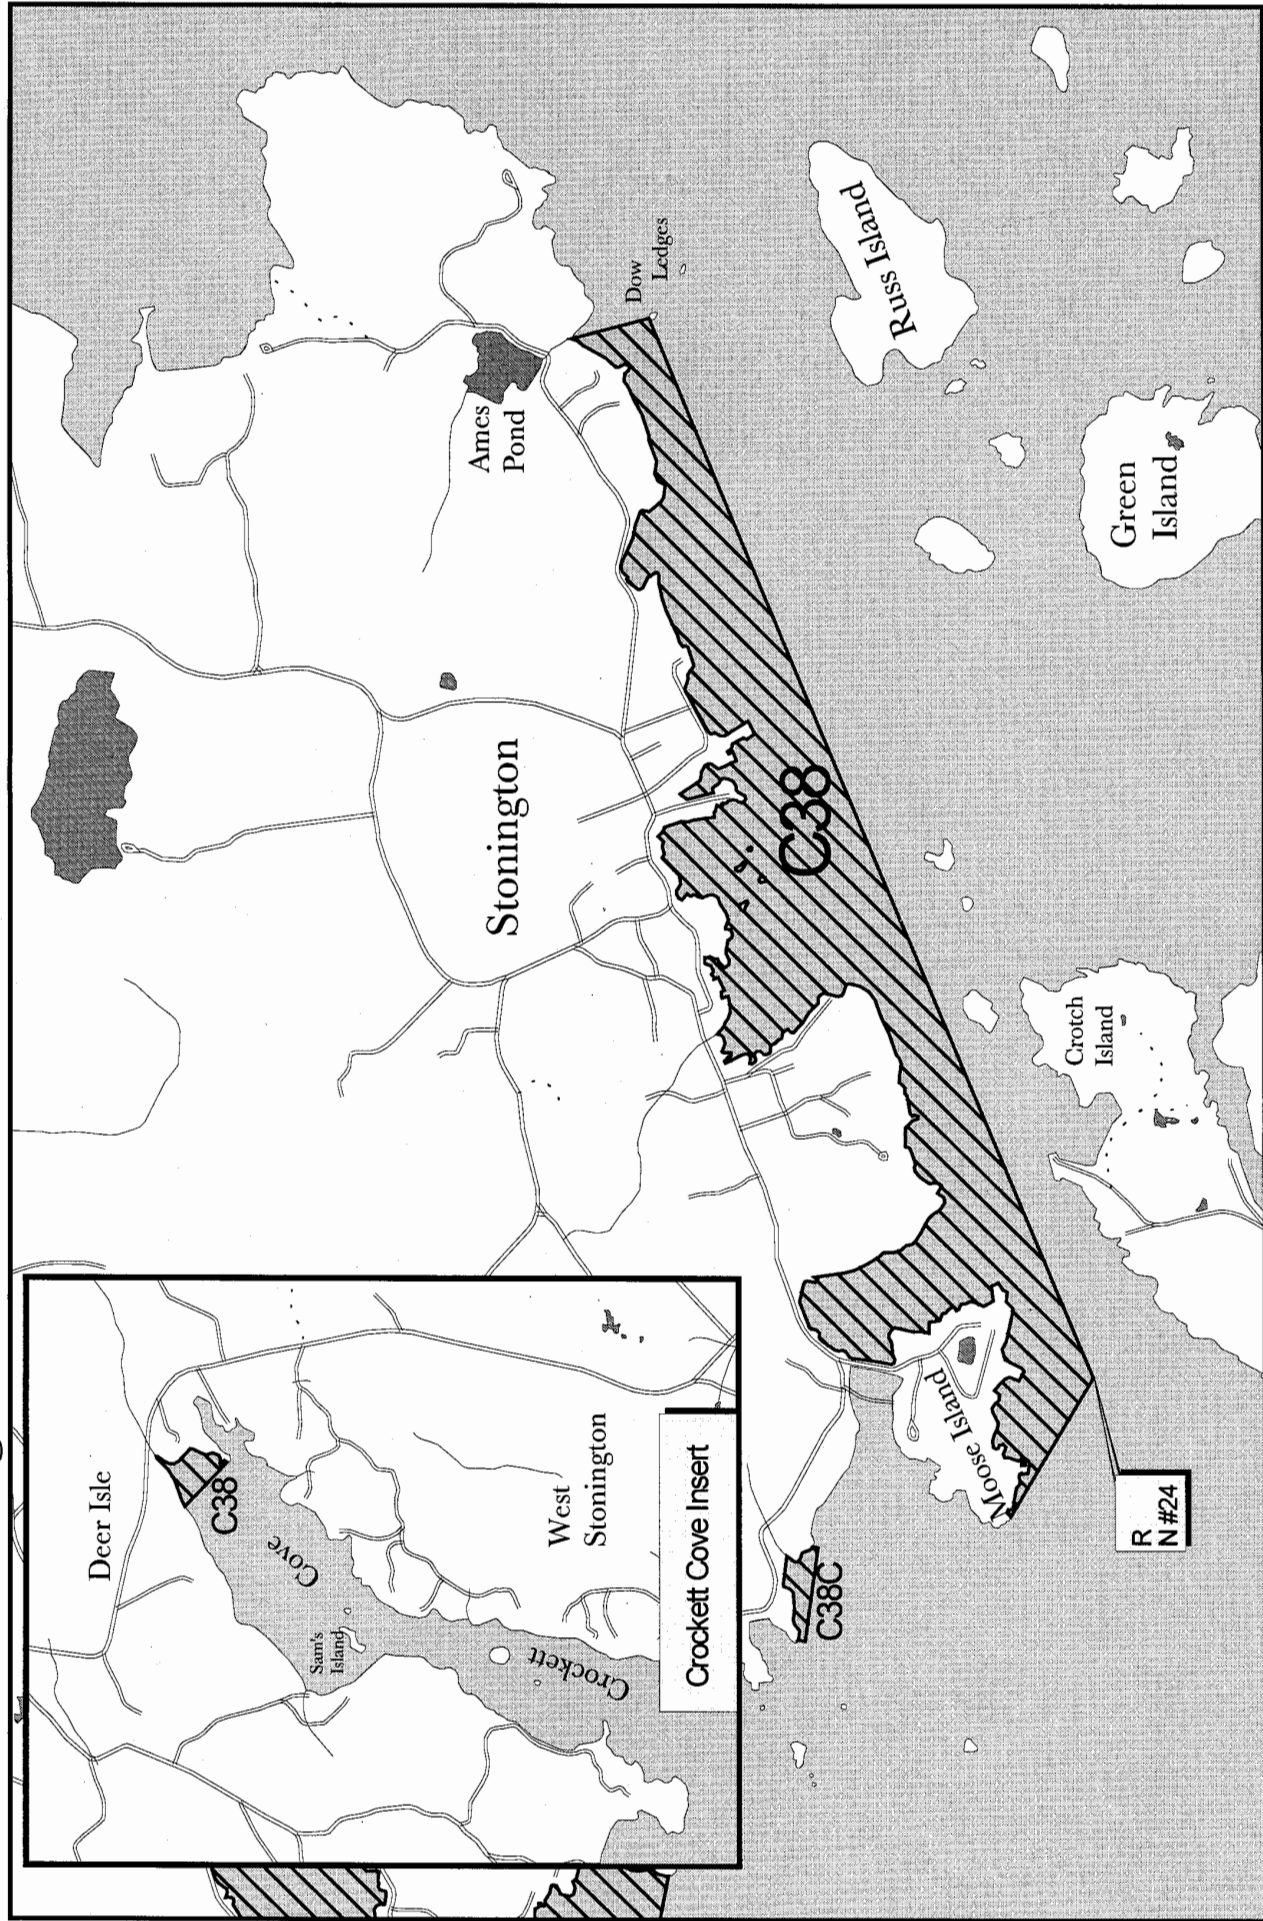 Deer Isle
C38
Cove
Sam's
Island
Crockett
West
Stonington
Crockett Cove Insert
Stonington
Ames
Pond
Dow
Ledges
Russ Island
Green
Island
C38
Crotch
Island
Moose Island
C38C
R
N #24